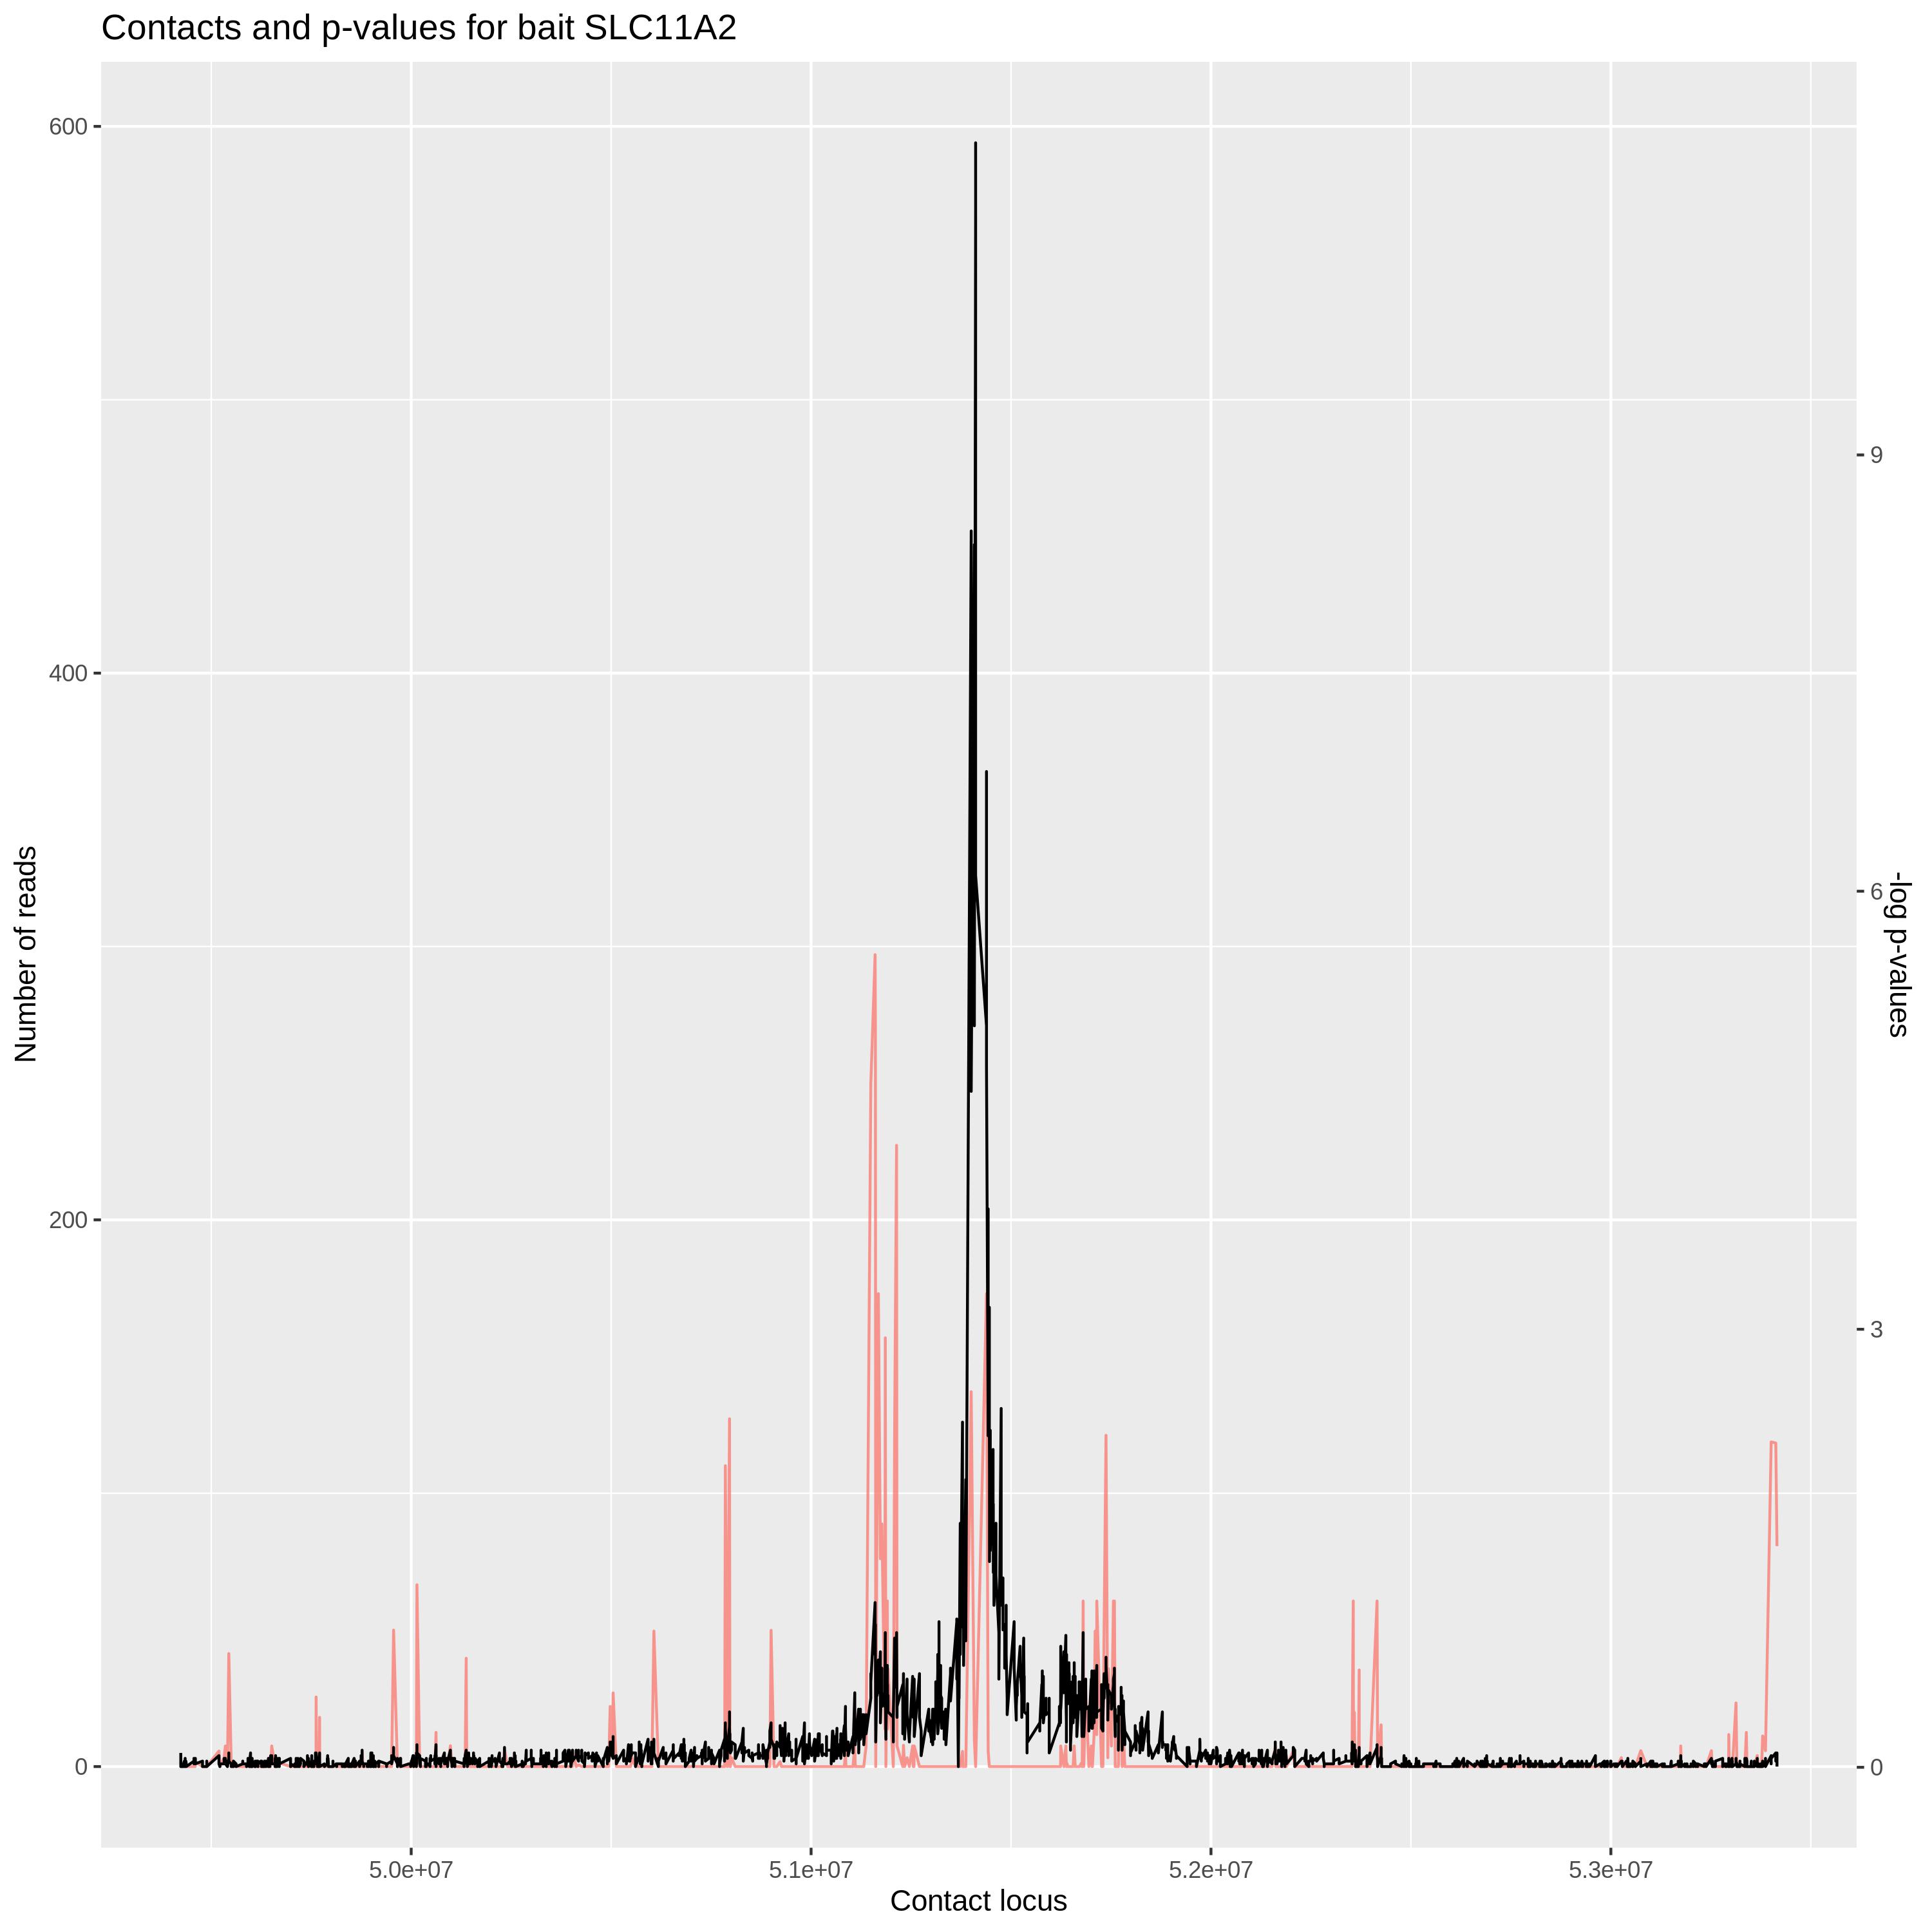 Contacts and p-values for bait SLC11A2
600
400
200
0
Number of reads
9
6
3
0
-log p-values
5.0e+07 5.1e+07 5.2e+07 5.3e+07
Contact locus